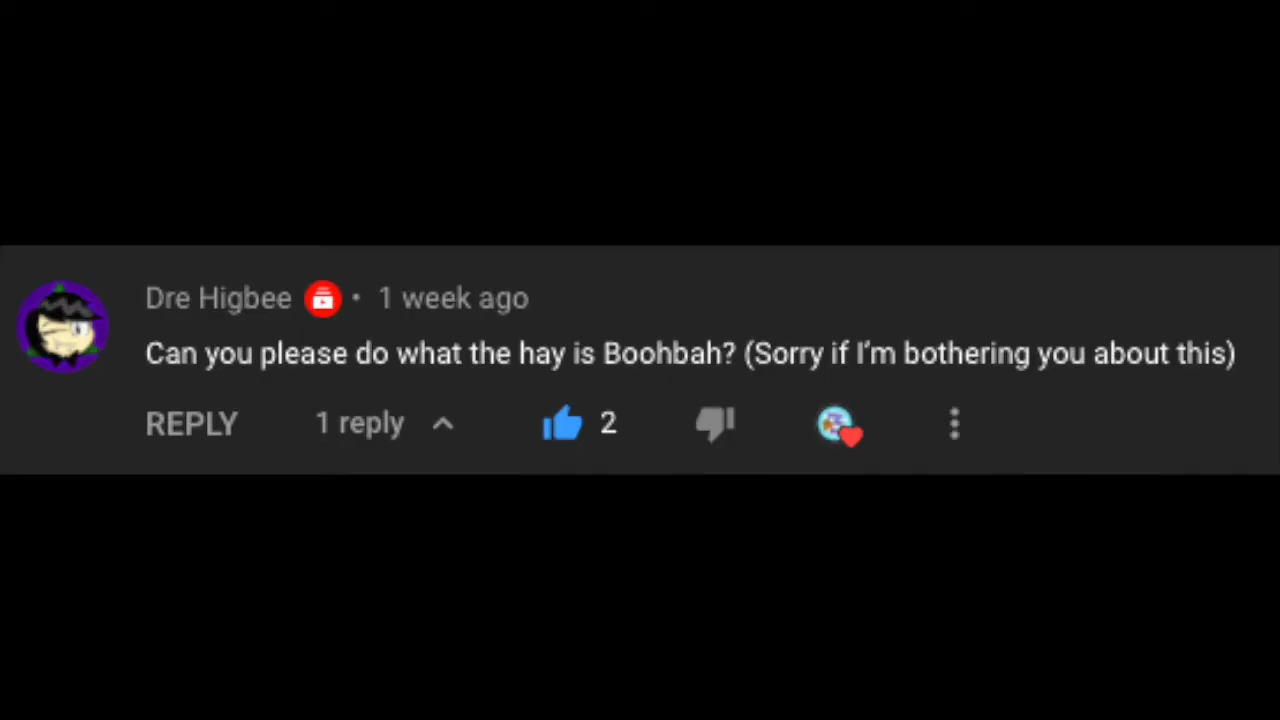 Dre Higbee • 1 week ago
Can you please do what the hay is Boohbah? (Sorry if I'm bothering you about this)
REPLY 1 reply 2